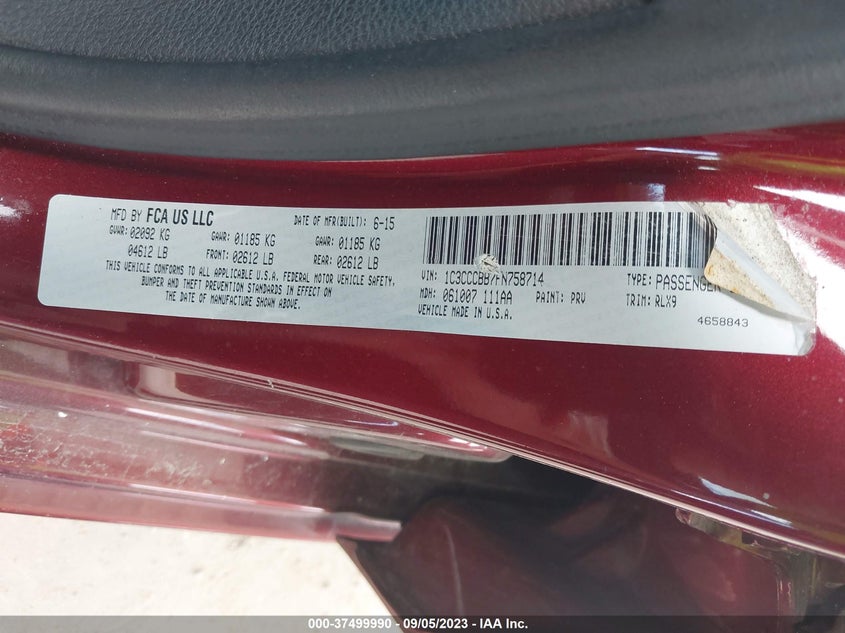 MFD BY FCA US LLC DATE OF MFR(BUILT): 6-15
GVWR: 02092 KG GAWR: 01185 KG GAWR: 01185 KG
04612 LB FRONT: 02612 LB REAR: 02612 LB
THIS VEHICLE CONFORMS TO ALL APPLICABLE U.S.A. FEDERAL MOTOR VEHICLE SAFETY,
BUMPER AND THEFT PREVENTION STANDARDS IN EFFECT ON
THE DATE OF MANUFACTURE SHOWN ABOVE.
VIN: 1C3CCCBB7FN758714 TYPE: PASSENGER
MDH: 061007 111AA PAINT: PRV TRIM: RLX9
VEHICLE MADE IN U.S.A. 4658843
000-37499990 - 09/05/2023 - IAA Inc.